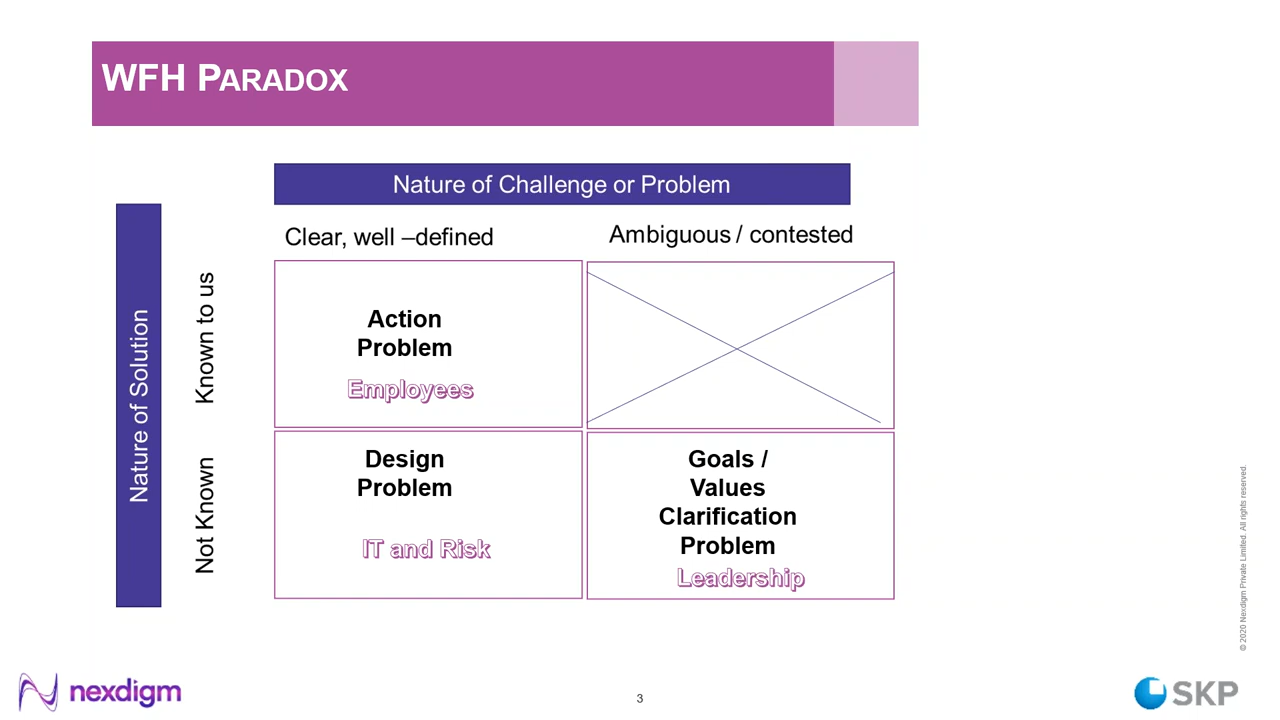 WFH PARADOX
Nature of Challenge or Problem
Clear, well –defined
Ambiguous / contested
Nature of Solution
Known to us
Not Known
Action
Problem
Employees
Design
Problem
IT and Risk
Goals /
Values
Clarification
Problem
Leadership
© 2020 Nexdigm Private Limited. All rights reserved.
nexdigm
3
SKP